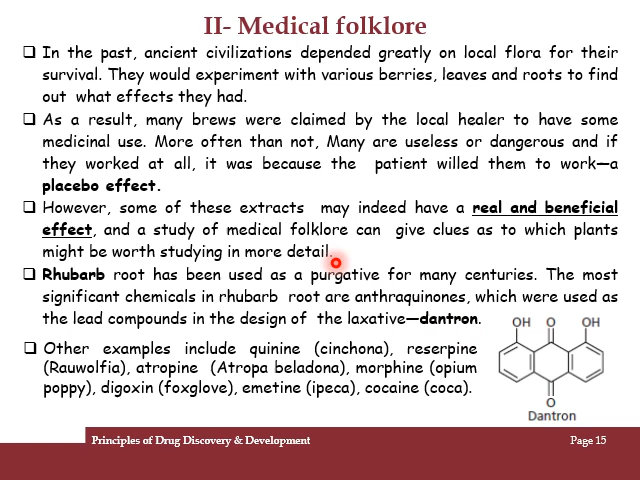 II- Medical folklore
❑ In the past, ancient civilizations depended greatly on local flora for their
survival. They would experiment with various berries, leaves and roots to find
out what effects they had.
❑ As a result, many brews were claimed by the local healer to have some
medicinal use. More often than not, Many are useless or dangerous and if
they worked at all, it was because the patient willed them to work—a
placebo effect.
❑ However, some of these extracts may indeed have a real and beneficial
effect, and a study of medical folklore can give clues as to which plants
might be worth studying in more detail.
❑ Rhubarb root has been used as a purgative for many centuries. The most
significant chemicals in rhubarb root are anthraquinones, which were used as
the lead compounds in the design of the laxative—dantron.
❑ Other examples include quinine (cinchona), reserpine
(Rauwolfia), atropine (Atropa beladona), morphine (opium
poppy), digoxin (foxglove), emetine (ipeca), cocaine (coca).
OH O OH
O
Dantron
Principles of Drug Discovery & Development
Page 15